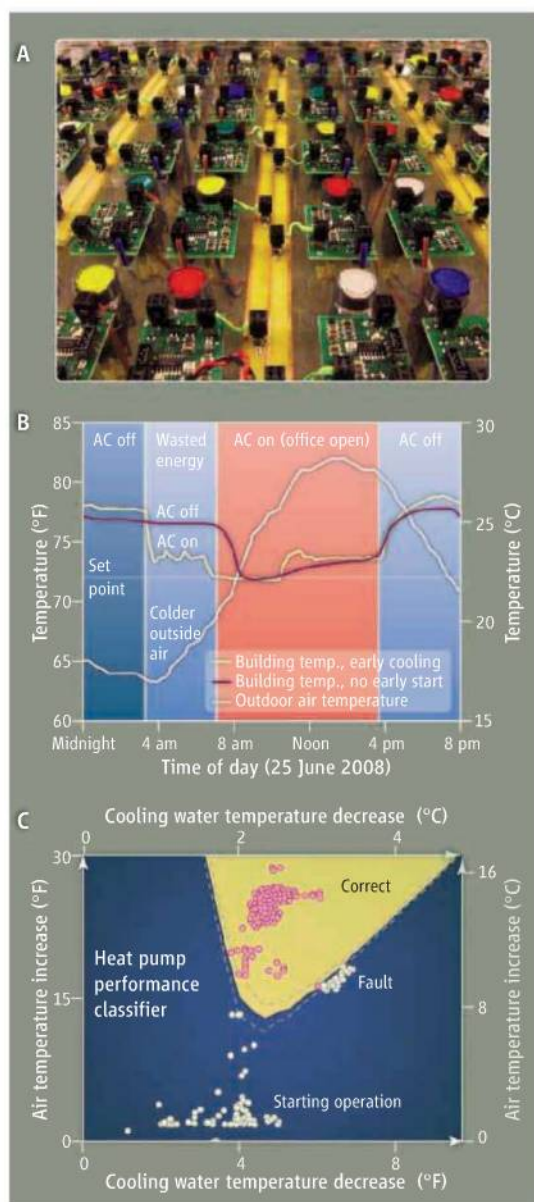 A
B
85
80
75
70
65
60
Temperature (°F)
30
25
20
15
Temperature (°C)
AC off
Wasted
energy
AC on (office open)
AC off
AC off
AC on
Set
point
Colder
outside
air
Building temp., early cooling
Building temp., no early start
Outdoor air temperature
Midnight
4 am
8 am
Noon
4 pm
8 pm
Time of day (25 June 2008)
C
Cooling water temperature decrease (°C)
0
2
4
30
15
0
Air temperature increase (°F)
16
8
0
Air temperature increase (°C)
Correct
Heat pump
performance
classifier
Fault
Starting operation
0
4
8
Cooling water temperature decrease (°F)